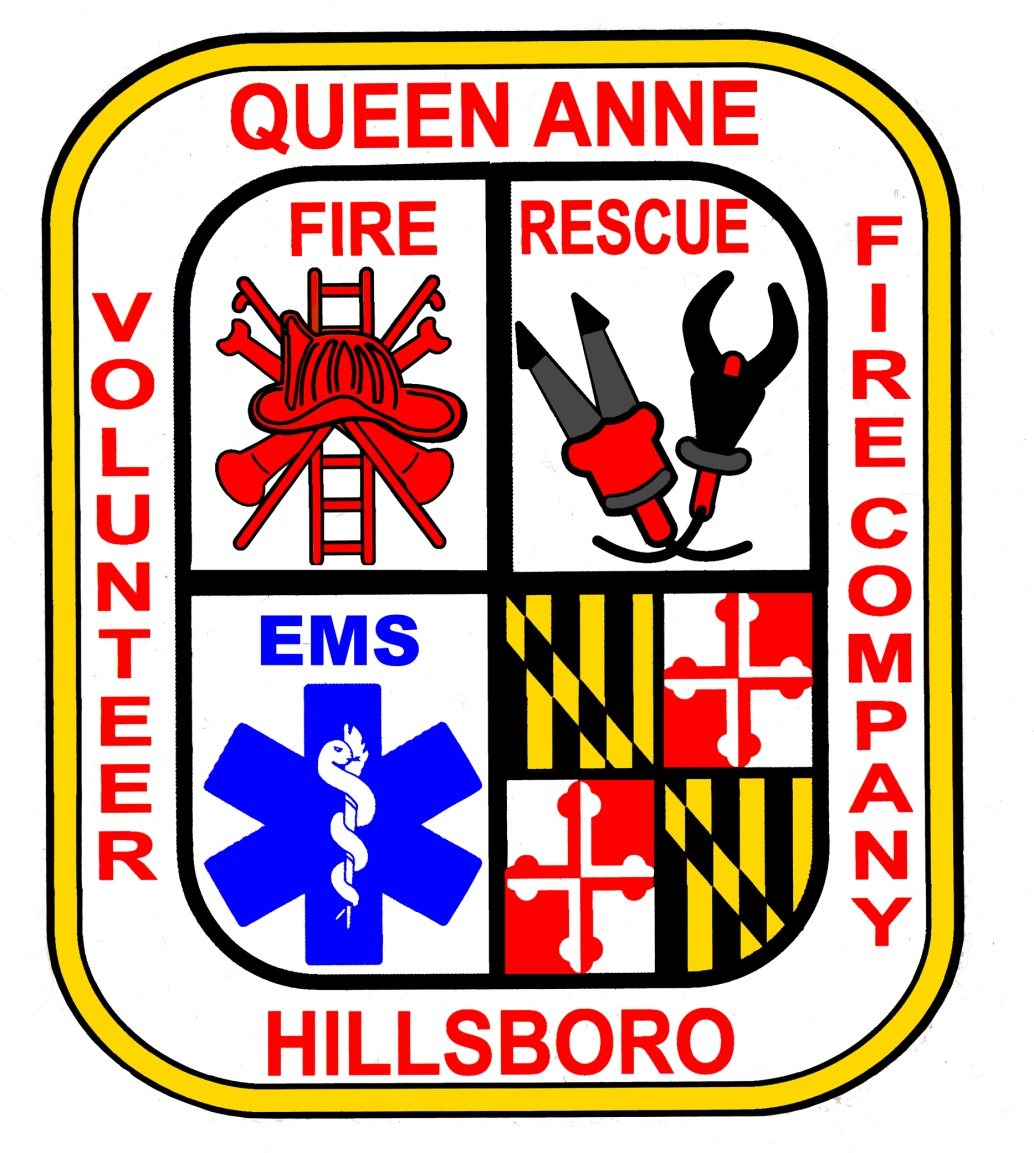 QUEEN ANNE
FIRE
RESCUE
VOLUNTEER
FIRE COMPANY
EMS
HILLSBORO